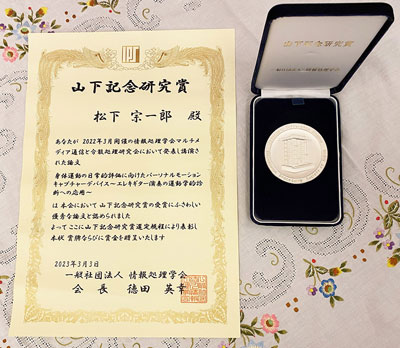 IPSJ
山下記念研究賞
松下 宗一郎 殿
あなたが 2022年3月開催の情報処理学会マルチメ
ディア通信と分散処理研究会において発表し講演さ
れた論文
身体運動の日常的評価に向けたパーソナルモーション
キャプチャーデバイス〜エレキギター演奏の運動学的診
断への応用〜
は 本会において 山下記念研究賞の受賞にふさわしい
優秀な論文と認められました
よって ここに山下記念研究賞選定規程により表彰し
本状 賞牌ならびに賞金を贈呈いたします
2023年3月3日
一般社団法人 情報処理学会
会 長 徳田 英幸
山下記念研究賞